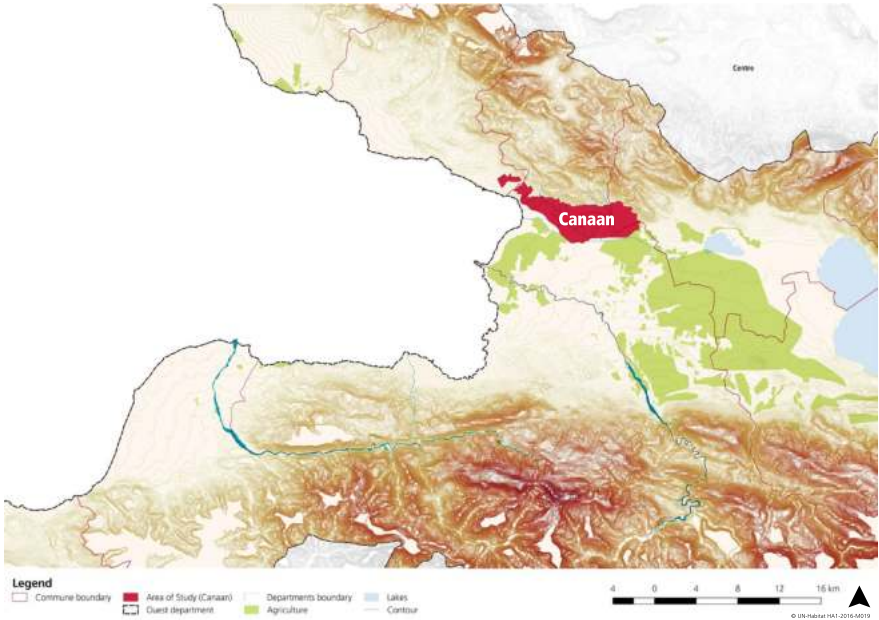 Centre
Canaan
Legend
Commune boundary
Area of Study (Canaan)
Departments boundary
Lakes
Ouest department
Agriculture
Contour
4 0 4 8 12 16 km
© UN-Habitat HA1-2016-M019